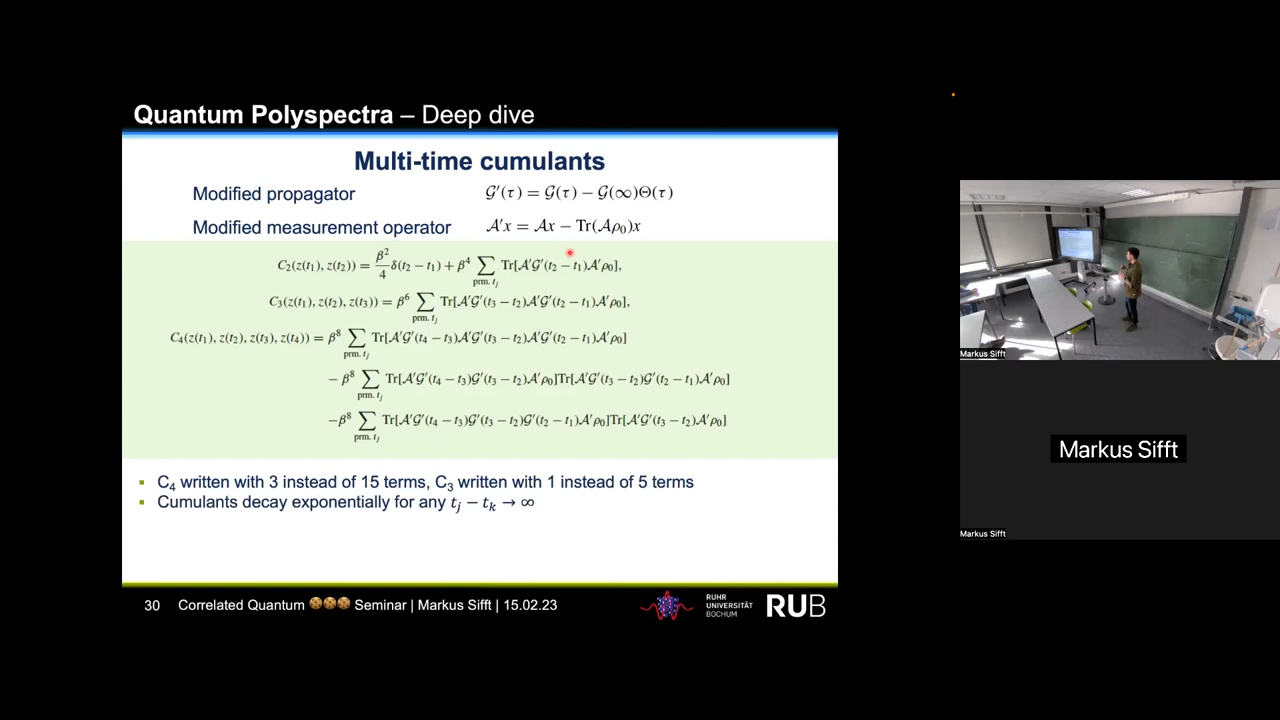 Quantum Polyspectra – Deep dive
Multi-time cumulants
Modified propagator 𝒢′(τ) = 𝒢(τ) − 𝒢(∞)Θ(τ)
Modified measurement operator 𝒜′x = 𝒜x − Tr(𝒜ρ₀)x
C₂(z(t₁), z(t₂)) = β²/4 δ(t₂ − t₁) + β⁴ ∑ prm. tⱼ Tr[𝒜′𝒢′(t₂ − t₁)𝒜′ρ₀],
C₃(z(t₁), z(t₂), z(t₃)) = β⁶ ∑ prm. tⱼ Tr[𝒜′𝒢′(t₃ − t₂)𝒜′𝒢′(t₂ − t₁)𝒜′ρ₀],
C₄(z(t₁), z(t₂), z(t₃), z(t₄)) = β⁸ ∑ prm. tⱼ Tr[𝒜′𝒢′(t₄ − t₃)𝒜′𝒢′(t₃ − t₂)𝒜′𝒢′(t₂ − t₁)𝒜′ρ₀]
− β⁸ ∑ prm. tⱼ Tr[𝒜′𝒢′(t₄ − t₃)𝒢′(t₃ − t₂)𝒜′ρ₀]Tr[𝒜′𝒢′(t₃ − t₂)𝒢′(t₂ − t₁)𝒜′ρ₀]
−β⁸ ∑ prm. tⱼ Tr[𝒜′𝒢′(t₄ − t₃)𝒢′(t₃ − t₂)𝒢′(t₂ − t₁)𝒜′ρ₀]Tr[𝒜′𝒢′(t₃ − t₂)𝒜′ρ₀]
▪ C₄ written with 3 instead of 15 terms, C₃ written with 1 instead of 5 terms
▪ Cumulants decay exponentially for any tⱼ − tₖ → ∞
30 Correlated Quantum 🍪🍪🍪 Seminar | Markus Sifft | 15.02.23
RUHR
UNIVERSITÄT
BOCHUM
RUB
Markus Sifft
Markus Sifft
Markus Sifft